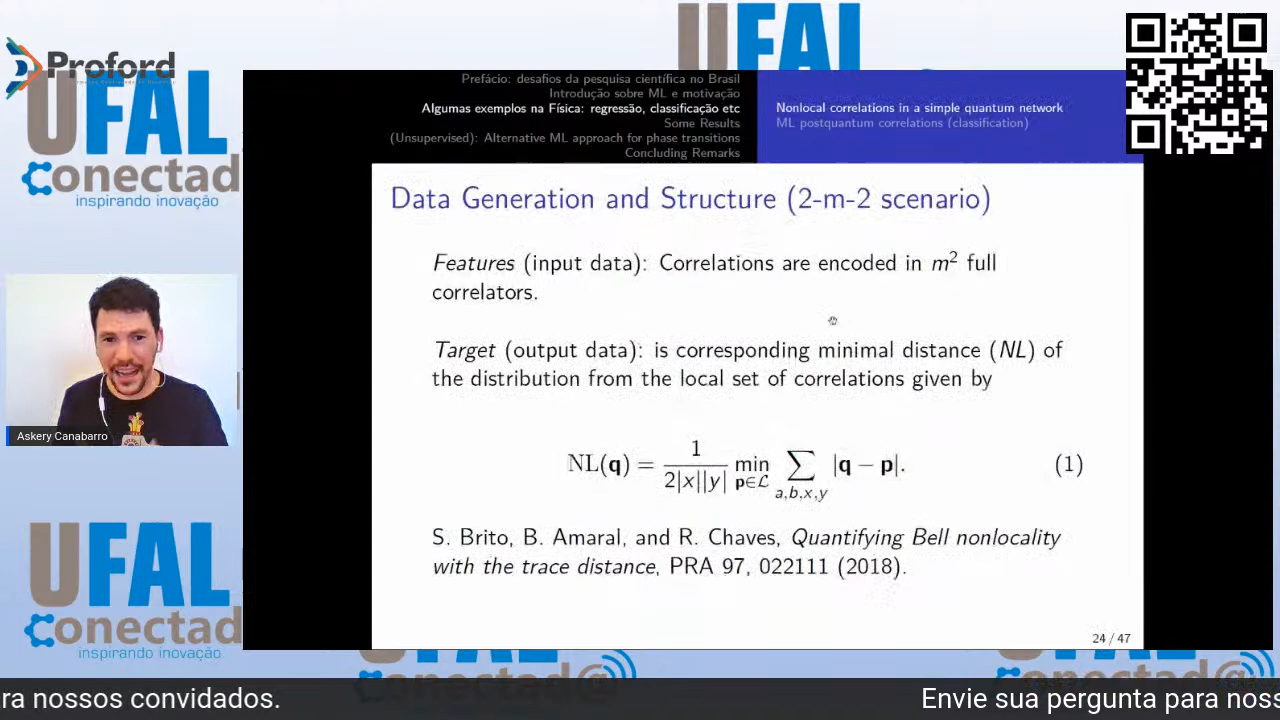 Proford
UFAL
Conectad
inspirando inovação
UFAL
Prefácio: desafios da pesquisa científica no Brasil
Introdução sobre ML e motivação
Algumas exemplos na Física: regressão, classificação etc
Some Results
(Unsupervised): Alternative ML approach for phase transitions
Concluding Remarks
Nonlocal correlations in a simple quantum network
ML postquantum correlations (classification)
Data Generation and Structure (2-m-2 scenario)
Features (input data): Correlations are encoded in m² full
correlators.
Target (output data): is corresponding minimal distance (NL) of
the distribution from the local set of correlations given by
NL(q) = 1/(2|x||y|) min_{p∈ℒ} ∑_{a,b,x,y} |q − p|. (1)
S. Brito, B. Amaral, and R. Chaves, Quantifying Bell nonlocality
with the trace distance, PRA 97, 022111 (2018).
24 / 47
Askery Canabarro
UFAL
Conectad
inspirando inovação
Conectad@
ra nossos convidados.
Envie sua pergunta para noss